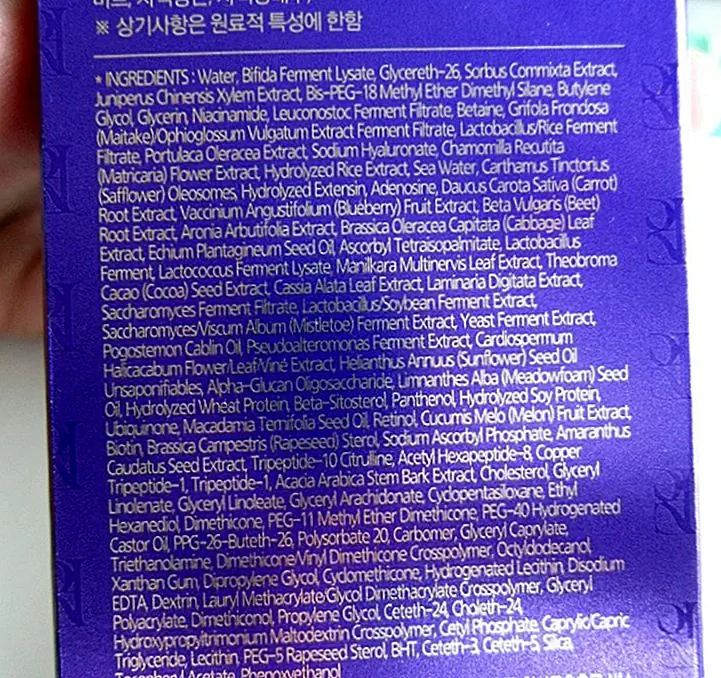 ※ 상기사항은 원료적 특성에 한함
* INGREDIENTS : Water, Bifida Ferment Lysate, Glycereth-26, Sorbus Commixta Extract,
Juniperus Chinensis Xylem Extract, Bis-PEG-18 Methyl Ether Dimethyl Silane, Butylene
Glycol, Glycerin, Niacinamide, Leuconostoc Ferment Filtrate, Betaine, Grifola Frondosa
(Maitake)/Ophioglossum Vulgatum Extract Ferment Filtrate, Lactobacillus/Rice Ferment
Filtrate, Portulaca Oleracea Extract, Sodium Hyaluronate, Chamomilla Recutita
(Matricaria) Flower Extract, Hydrolyzed Rice Extract, Sea Water, Carthamus Tinctorius
(Safflower) Oleosomes, Hydrolyzed Extensin, Adenosine, Daucus Carota Sativa (Carrot)
Root Extract, Vaccinium Angustifolium (Blueberry) Fruit Extract, Beta Vulgaris (Beet)
Root Extract, Aronia Arbutifolia Extract, Brassica Oleracea Capitata (Cabbage) Leaf
Extract, Echium Plantagineum Seed Oil, Ascorbyl Tetraisopalmitate, Lactobacillus
Ferment, Lactococcus Ferment Lysate, Manilkara Multinervis Leaf Extract, Theobroma
Cacao (Cocoa) Seed Extract, Cassia Alata Leaf Extract, Laminaria Digitata Extract,
Saccharomyces Ferment Filtrate, Lactobacillus/Soybean Ferment Extract,
Saccharomyces/Viscum Album (Mistletoe) Ferment Extract, Yeast Ferment Extract,
Pogostemon Cablin Oil, Pseudoalteromonas Ferment Extract, Cardiospermum
Halicacabum Flower/Leaf/Vine Extract, Helianthus Annuus (Sunflower) Seed Oil
Unsaponifiables, Alpha-Glucan Oligosaccharide, Limnanthes Alba (Meadowfoam) Seed
Oil, Hydrolyzed Wheat Protein, Beta-Sitosterol, Panthenol, Hydrolyzed Soy Protein,
Ubiquinone, Macadamia Ternifolia Seed Oil, Retinol, Cucumis Melo (Melon) Fruit Extract,
Biotin, Brassica Campestris (Rapeseed) Sterol, Sodium Ascorbyl Phosphate, Amaranthus
Caudatus Seed Extract, Tripeptide-10 Citrulline, Acetyl Hexapeptide-8, Copper
Tripeptide-1, Tripeptide-1, Acacia Arabica Stem Bark Extract, Cholesterol, Glyceryl
Linolenate, Glyceryl Linoleate, Glyceryl Arachidonate, Cyclopentasiloxane, Ethyl
Hexanediol, Dimethicone, PEG-11 Methyl Ether Dimethicone, PEG-40 Hydrogenated
Castor Oil, PPG-26-Buteth-26, Polysorbate 20, Carbomer, Glyceryl Caprylate,
Triethanolamine, Dimethicone/Vinyl Dimethicone Crosspolymer, Octyldodecanol,
Xanthan Gum, Dipropylene Glycol, Cyclomethicone, Hydrogenated Lecithin, Disodium
EDTA, Dextrin, Lauryl Methacrylate/Glycol Dimethacrylate Crosspolymer, Glyceryl
Polyacrylate, Dimethiconol, Propylene Glycol, Ceteth-24, Choleth-24,
Hydroxypropyltrimonium Maltodextrin Crosspolymer, Cetyl Phosphate, Caprylic/Capric
Triglyceride, Lecithin, PEG-5 Rapeseed Sterol, BHT, Ceteth-3, Ceteth-5, Silica,
Tocopheryl Acetate, Phenoxyethanol